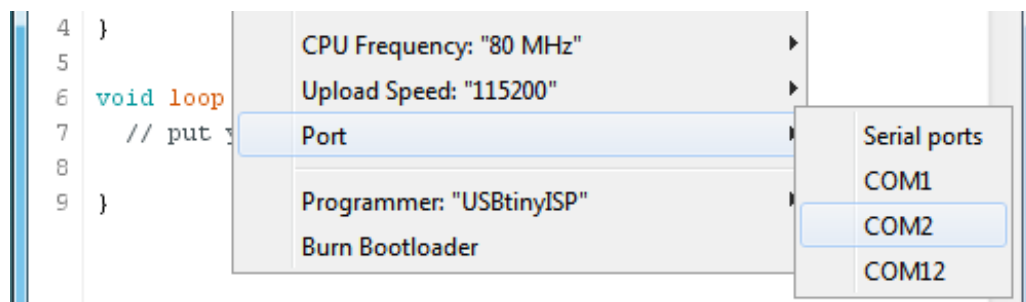 4 }
5
6 void loop
7 // put y
8
9 }
CPU Frequency: "80 MHz"
Upload Speed: "115200"
Port
Programmer: "USBtinyISP"
Burn Bootloader
Serial ports
COM1
COM2
COM12